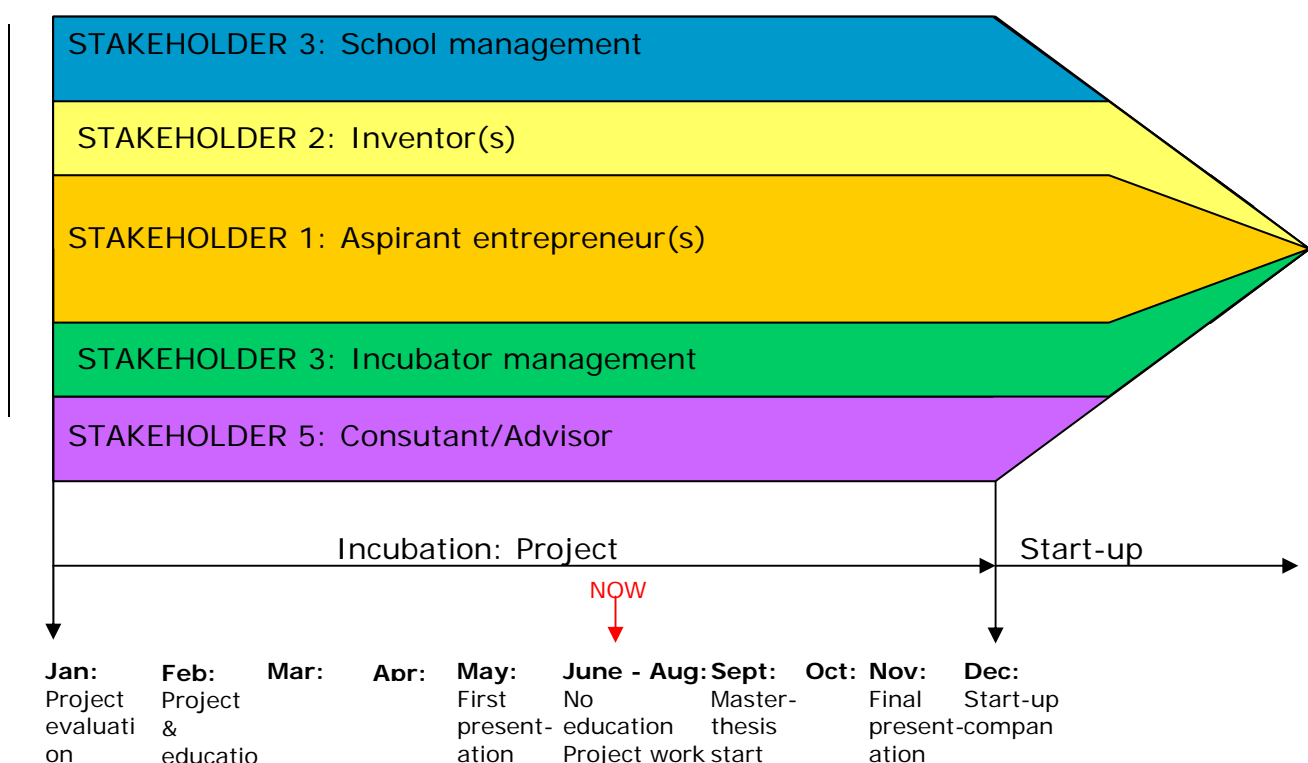 STAKEHOLDER 3: School management
STAKEHOLDER 2: Inventor(s)
STAKEHOLDER 1: Aspirant entrepreneur(s)
STAKEHOLDER 3: Incubator management
STAKEHOLDER 5: Consutant/Advisor
Incubation: Project
Start-up
NOW
Jan:
Project
evaluati
on
Feb:
Project
&
educatio
Mar:
Apr:
May:
First
present-
ation
June - Aug:
No
education
Project work
Sept:
Master-
thesis
start
Oct:
Nov:
Final
present-
ation
Dec:
Start-up
compan